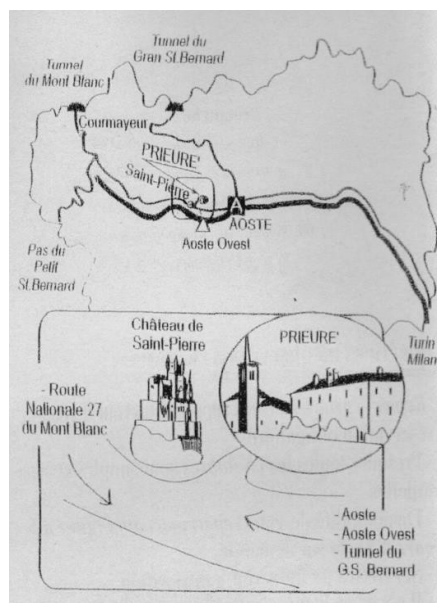 Tunnel du
Gran St.Bernard
Tunnel
du Mont Blanc
Courmayeur
PRIEURE'
Saint-Pierre
A
AOSTE
Aoste Ovest
Pas du
Petit
St.Bernard
Turin
Milan
Château de
Saint-Pierre
PRIEURE'
- Route
Nationale 27
du Mont Blanc
- Aoste
- Aoste Ovest
- Tunnel du
G.S. Bernard